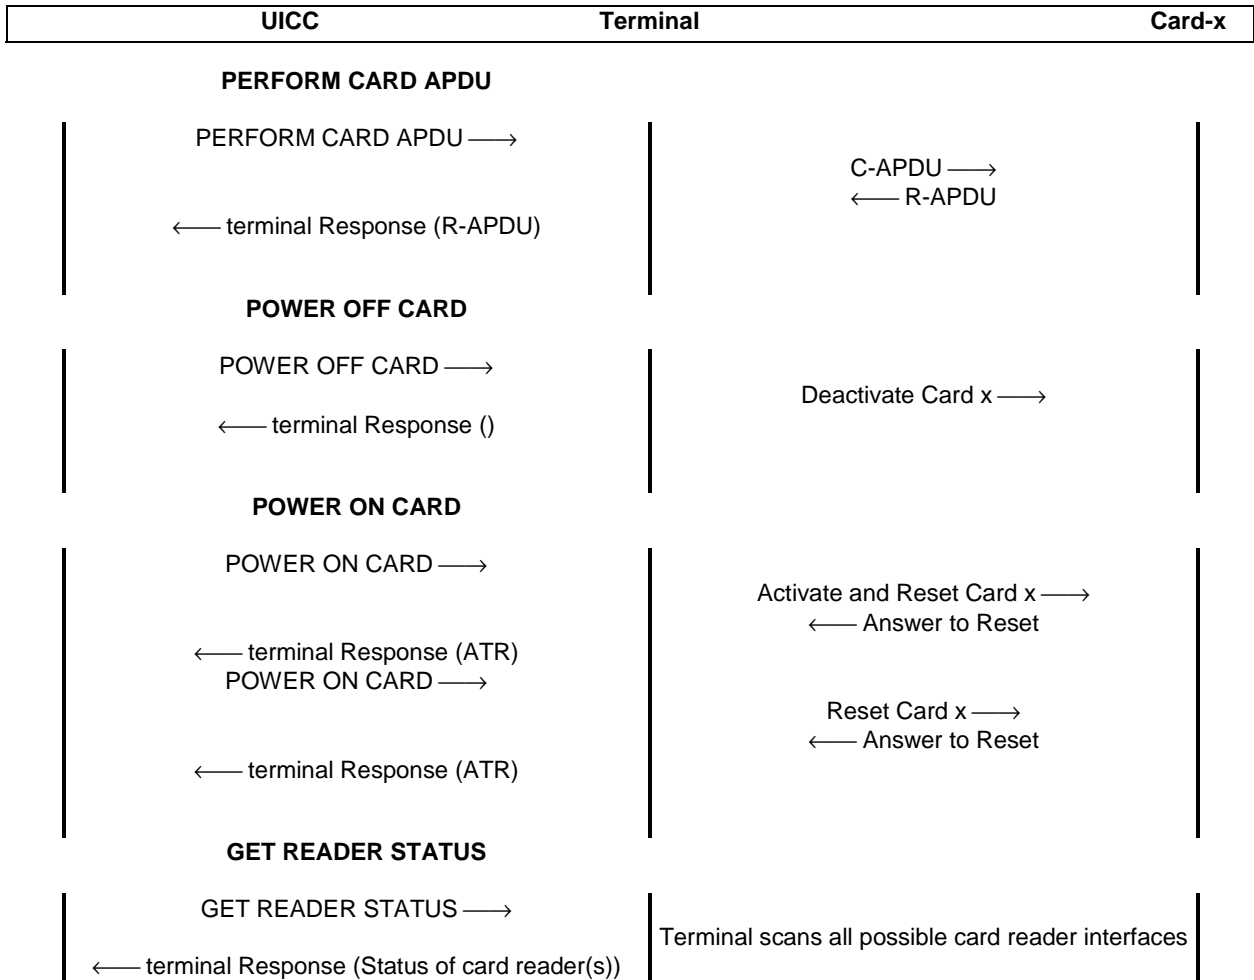 UICC Terminal Card-x
PERFORM CARD APDU
PERFORM CARD APDU ⟶
C-APDU ⟶
⟵ R-APDU
⟵ terminal Response (R-APDU)
POWER OFF CARD
POWER OFF CARD ⟶
Deactivate Card x ⟶
⟵ terminal Response ()
POWER ON CARD
POWER ON CARD ⟶
Activate and Reset Card x ⟶
⟵ Answer to Reset
⟵ terminal Response (ATR)
POWER ON CARD ⟶
Reset Card x ⟶
⟵ Answer to Reset
⟵ terminal Response (ATR)
GET READER STATUS
GET READER STATUS ⟶
Terminal scans all possible card reader interfaces
⟵ terminal Response (Status of card reader(s))